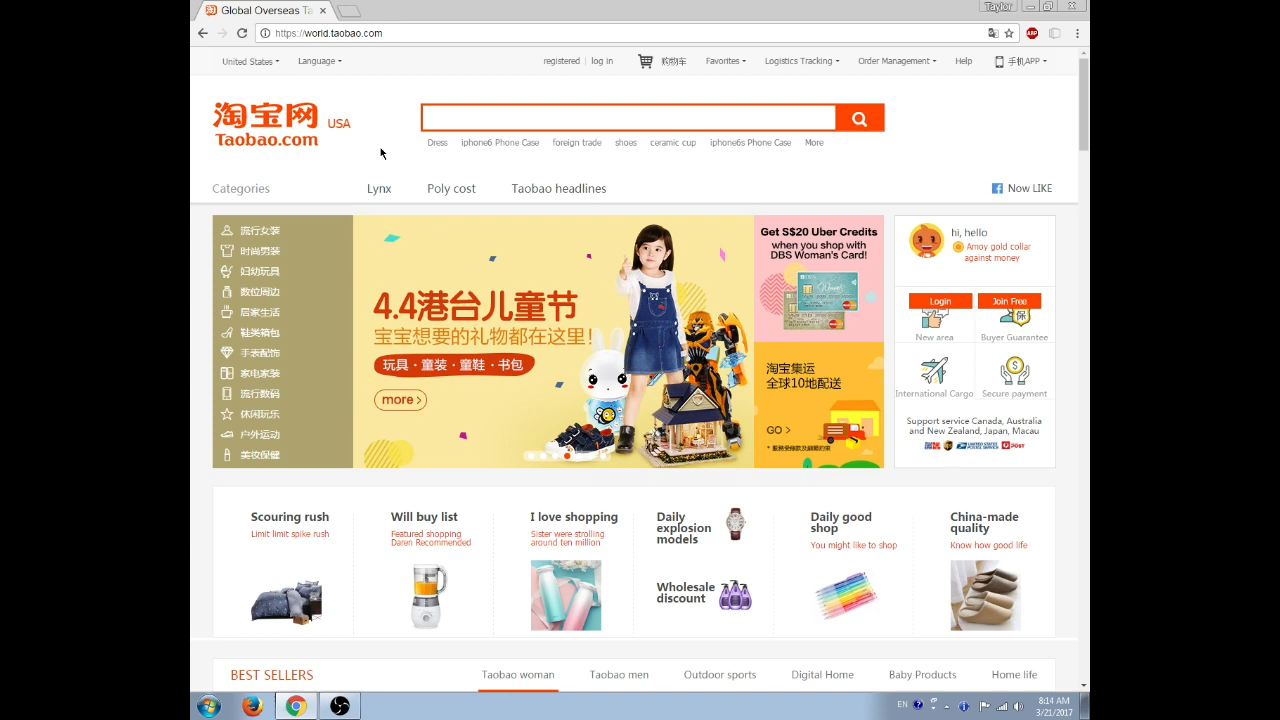 Global Overseas Ta
Taylor
https://world.taobao.com
ABP
United States
Language
registered
log in
购物车
Favorites
Logistics Tracking
Order Management
Help
手机APP
淘宝网
Taobao.com
USA
Dress
iphone6 Phone Case
foreign trade
shoes
ceramic cup
iphone6s Phone Case
More
Categories
Lynx
Poly cost
Taobao headlines
Now LIKE
流行女装
时尚男装
妇幼玩具
数位周边
居家生活
鞋类箱包
手表配饰
家电家装
流行数码
休闲玩乐
户外运动
美妆保健
4.4港台儿童节
宝宝想要的礼物都在这里!
玩具·童装·童鞋·书包
more >
Get S$20 Uber Credits
when you shop with
DBS Woman's Card!
淘宝集运
全球10地配送
GO >
hi, hello
Amoy gold collar
against money
Login
Join Free
New area
Buyer Guarantee
International Cargo
Secure payment
Support service Canada, Australia
and New Zealand, Japan, Macau
Scouring rush
Limit limit spike rush
Will buy list
Featured shopping
Daren Recommended
I love shopping
Sister were strolling
around ten million
Daily
explosion
models
Wholesale
discount
Daily good
shop
You might like to shop
China-made
quality
Know how good life
BEST SELLERS
Taobao woman
Taobao men
Outdoor sports
Digital Home
Baby Products
Home life
EN
8:14 AM
3/21/2017